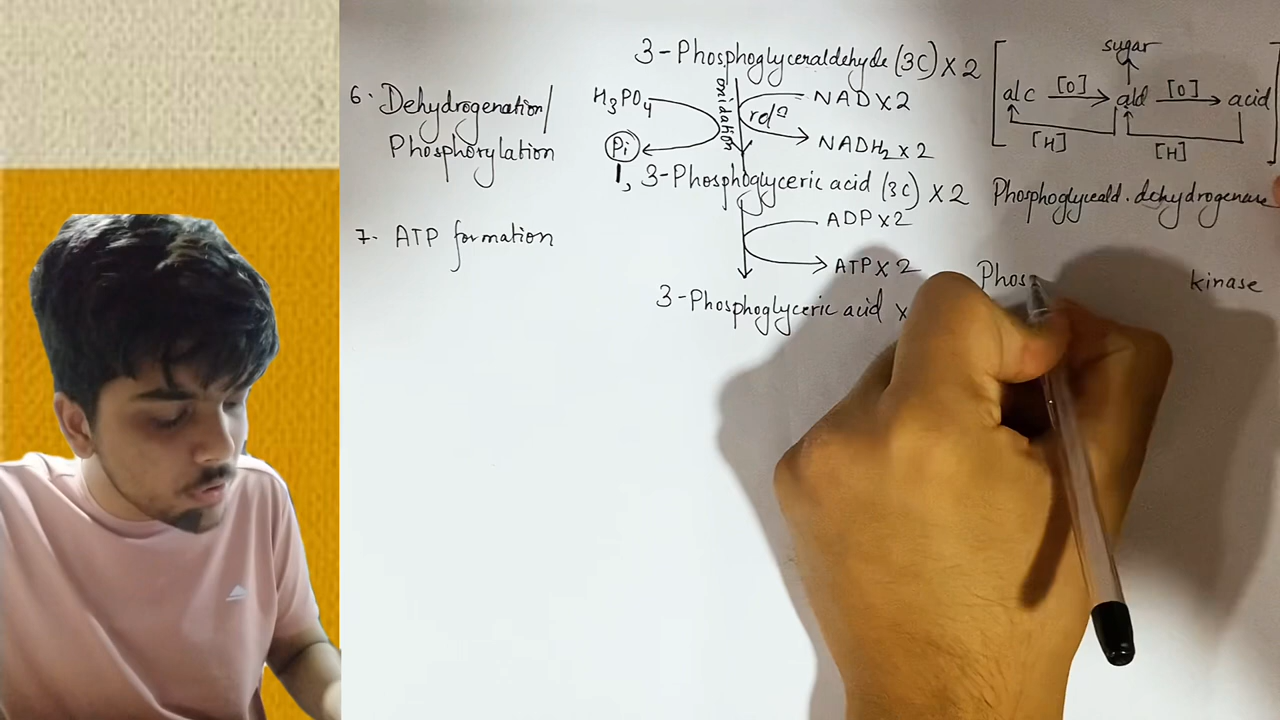 3-Phosphoglyceraldehyde (3C) × 2
sugar
alc [O] ald [O] acid
[H] [H]
6. Dehydrogenation/
Phosphorylation
H3PO4
Pi
oxidation
redn
NAD × 2
NADH2 × 2
1, 3-Phosphoglyceric acid (3C) × 2
Phosphoglyceald. dehydrogenase
7. ATP formation
ADP × 2
ATP × 2
Phos kinase
3-Phosphoglyceric acid ×